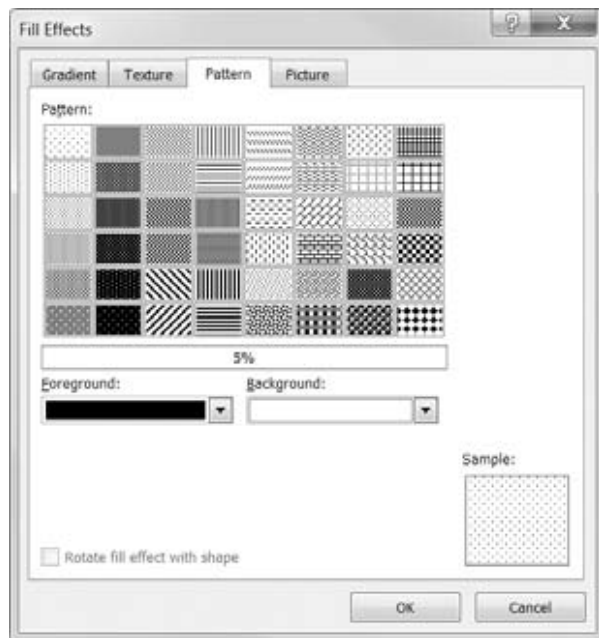 Fill Effects
Gradient Texture Pattern Picture
Pattern:
5%
Foreground: Background:
Sample:
Rotate fill effect with shape
OK Cancel